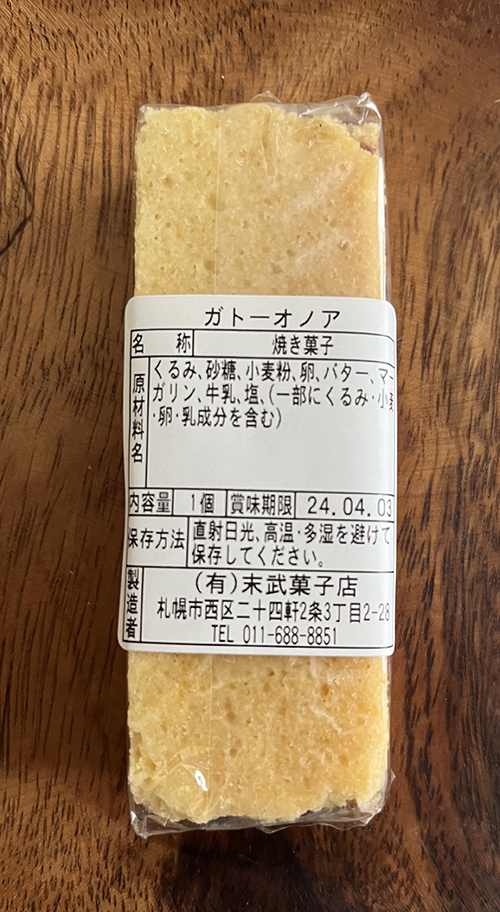 ガトーオノア
名 称 焼き菓子
原材料名 くるみ、砂糖、小麦粉、卵、バター、マー
ガリン、牛乳、塩、(一部にくるみ・小麦
・卵・乳成分を含む)
内容量 1個 賞味期限 24.04.03
保存方法 直射日光、高温・多湿を避けて
保存してください。
製造者 (有)末武菓子店
札幌市西区二十四軒2条3丁目2-28
TEL 011-688-8851